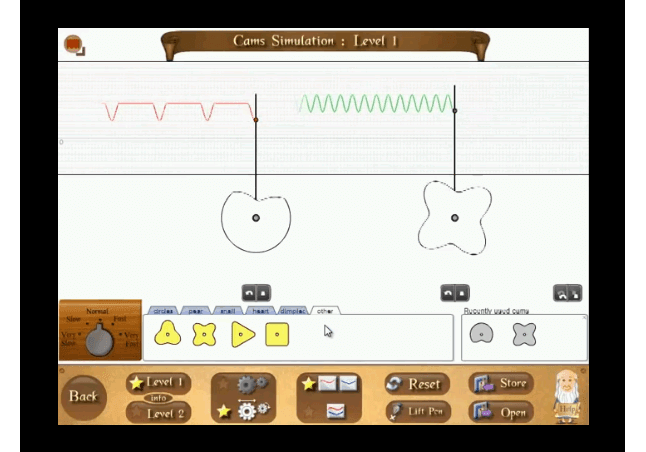 Cams Simulation : Level 1
circles pear snail heart dimples other
Recently used cams
Normal
Slow Fast
Very Slow
Very Fast
Back
Level 1
info
Level 2
Reset
Lift Pen
Store
Open
Help